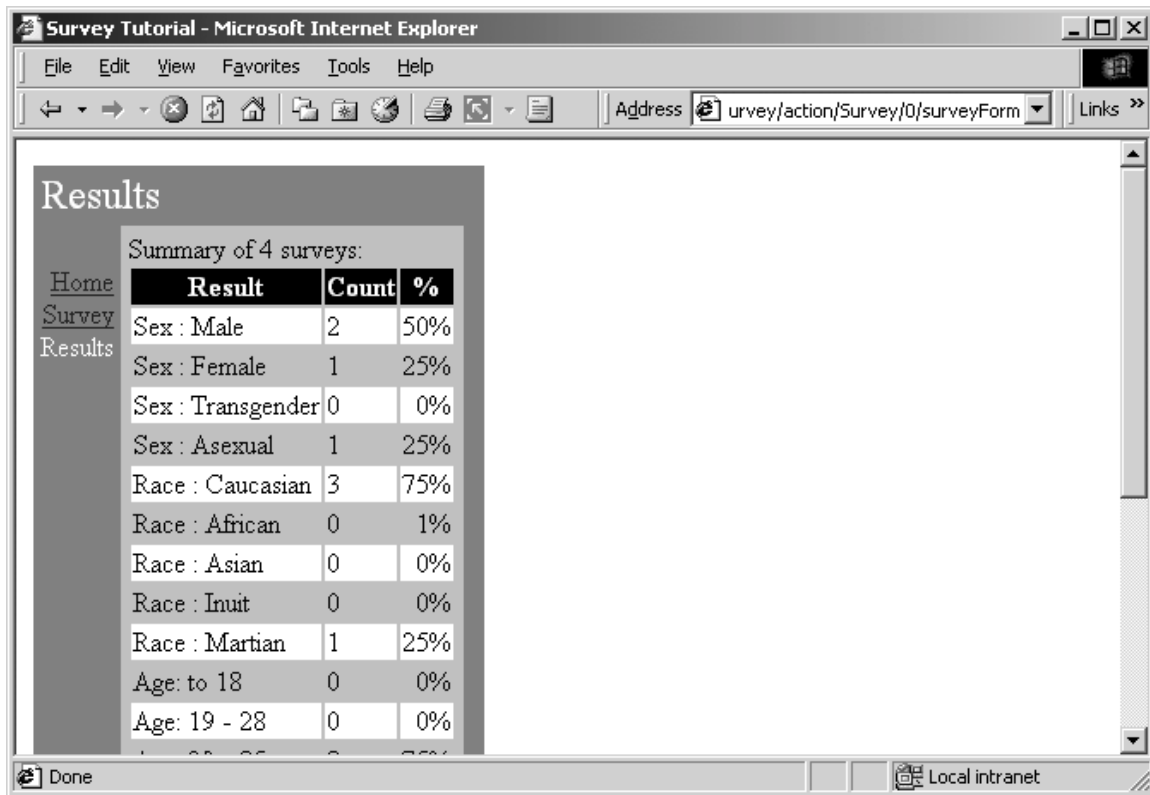 Survey Tutorial - Microsoft Internet Explorer
File Edit View Favorites Tools Help
Address urvey/action/Survey/0/surveyForm Links »
Results
Home
Survey
Results
Summary of 4 surveys:
Result Count %
Sex : Male 2 50%
Sex : Female 1 25%
Sex : Transgender 0 0%
Sex : Asexual 1 25%
Race : Caucasian 3 75%
Race : African 0 1%
Race : Asian 0 0%
Race : Inuit 0 0%
Race : Martian 1 25%
Age: to 18 0 0%
Age: 19 - 28 0 0%
Done Local intranet